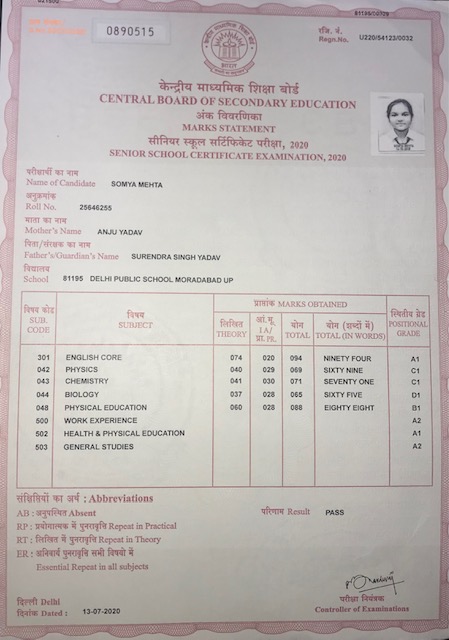 0890515
रजि. नं.
Regn.No. U220/54123/0032
भारत
केन्द्रीय माध्यमिक शिक्षा बोर्ड
CENTRAL BOARD OF SECONDARY EDUCATION
अंक विवरणिका
MARKS STATEMENT
सीनियर स्कूल सर्टिफिकेट परीक्षा, 2020
SENIOR SCHOOL CERTIFICATE EXAMINATION, 2020
परीक्षार्थी का नाम
Name of Candidate SOMYA MEHTA
अनुक्रमांक
Roll No. 25646255
माता का नाम
Mother's Name ANJU YADAV
पिता/संरक्षक का नाम
Father's/Guardian's Name SURENDRA SINGH YADAV
विद्यालय
School 81195 DELHI PUBLIC SCHOOL MORADABAD UP
विषय कोड SUB. CODE
विषय SUBJECT
प्राप्तांक MARKS OBTAINED
लिखित THEORY
आं.मू. IA/ प्रा. PR.
योग TOTAL
योग (शब्दों में) TOTAL (IN WORDS)
स्थितीय ग्रेड POSITIONAL GRADE
301 ENGLISH CORE 074 020 094 NINETY FOUR A1
042 PHYSICS 040 029 069 SIXTY NINE C1
043 CHEMISTRY 041 030 071 SEVENTY ONE C1
044 BIOLOGY 037 028 065 SIXTY FIVE D1
048 PHYSICAL EDUCATION 060 028 088 EIGHTY EIGHT B1
500 WORK EXPERIENCE A2
502 HEALTH & PHYSICAL EDUCATION A1
503 GENERAL STUDIES A2
संक्षिप्तियों का अर्थ : Abbreviations
AB : अनुपस्थित Absent परिणाम Result PASS
RP : प्रयोगात्मक में पुनरावृत्ति Repeat in Practical
RT : लिखित में पुनरावृत्ति Repeat in Theory
ER : अनिवार्य पुनरावृत्ति सभी विषयों में
Essential Repeat in all subjects
दिल्ली Delhi
दिनांक Dated : 13-07-2020
परीक्षा नियंत्रक
Controller of Examinations